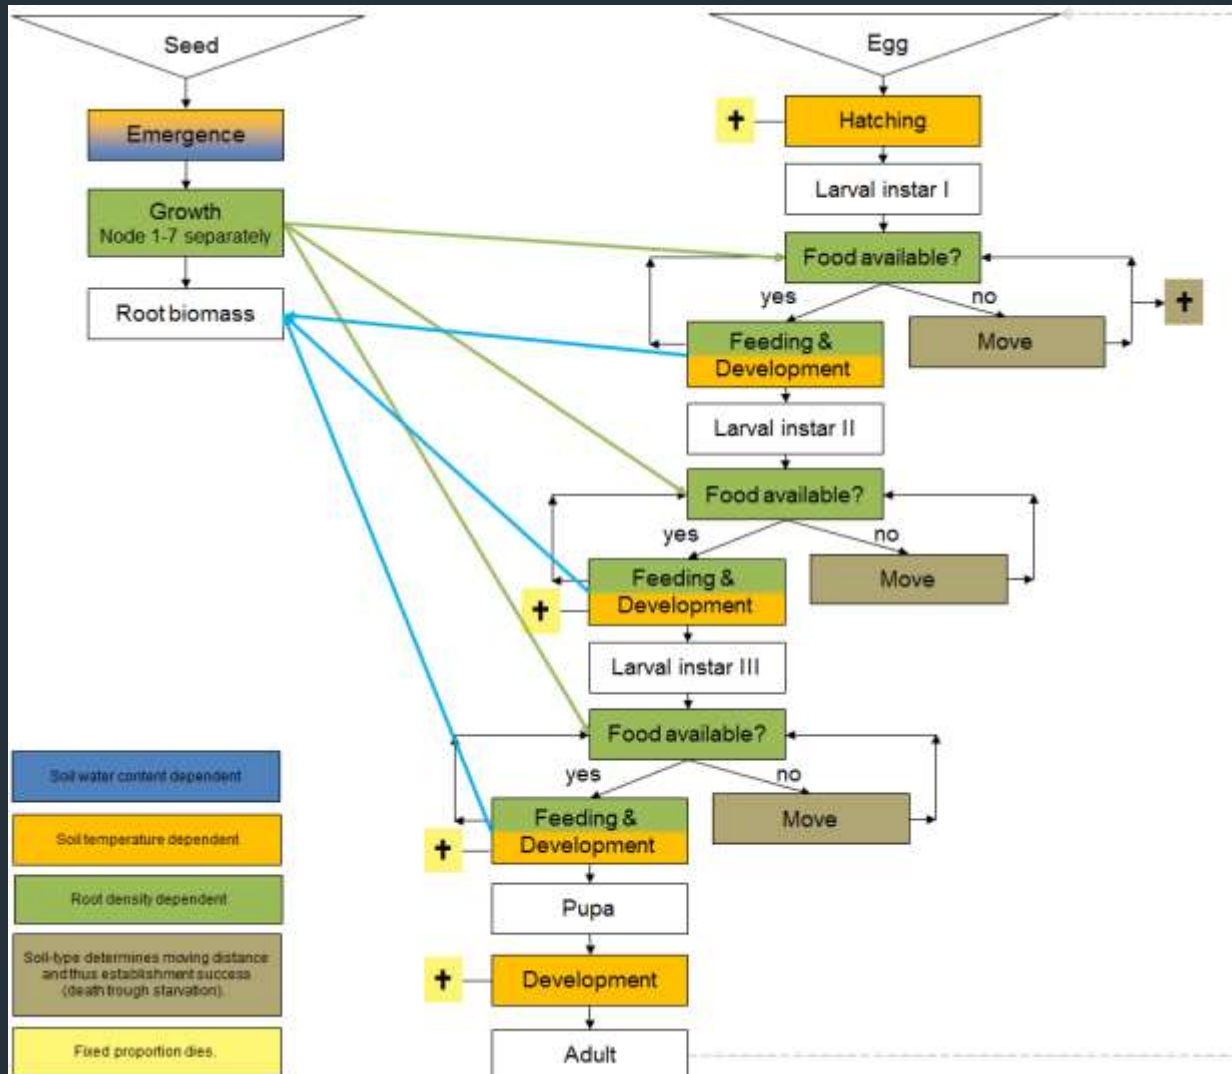 Seed
Emergence
Growth
Node 1-7 separately
Root biomass
Egg
Hatching
Larval instar I
Food available?
yes
no
Feeding &
Development
Move
Larval instar II
Food available?
yes
no
Feeding &
Development
Move
Larval instar III
Food available?
yes
no
Feeding &
Development
Move
Pupa
Development
Adult
Soil water content dependent
Soil temperature dependent
Root density dependent
Soil-type determines moving distance
and thus establishment success
(death trough starvation).
Fixed proportion dies.